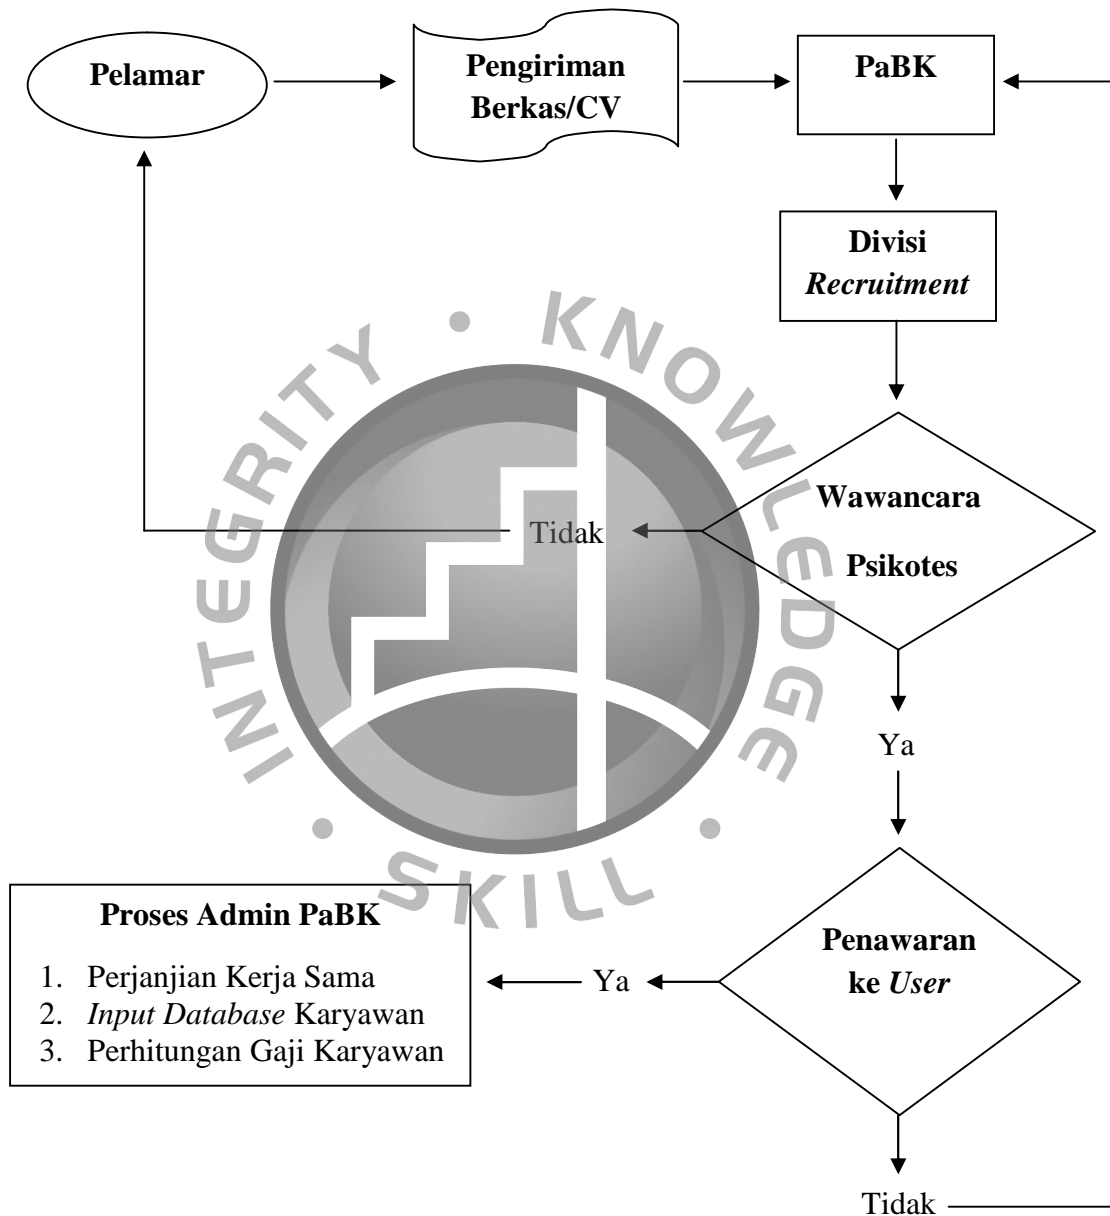 Pelamar
Pengiriman
Berkas/CV
PaBK
Divisi
Recruitment
INTEGRITY • KNOWLEDGE • SKILL •
Wawancara
Psikotes
Tidak
Ya
Penawaran
ke User
Ya
Proses Admin PaBK
1. Perjanjian Kerja Sama
2. Input Database Karyawan
3. Perhitungan Gaji Karyawan
Tidak